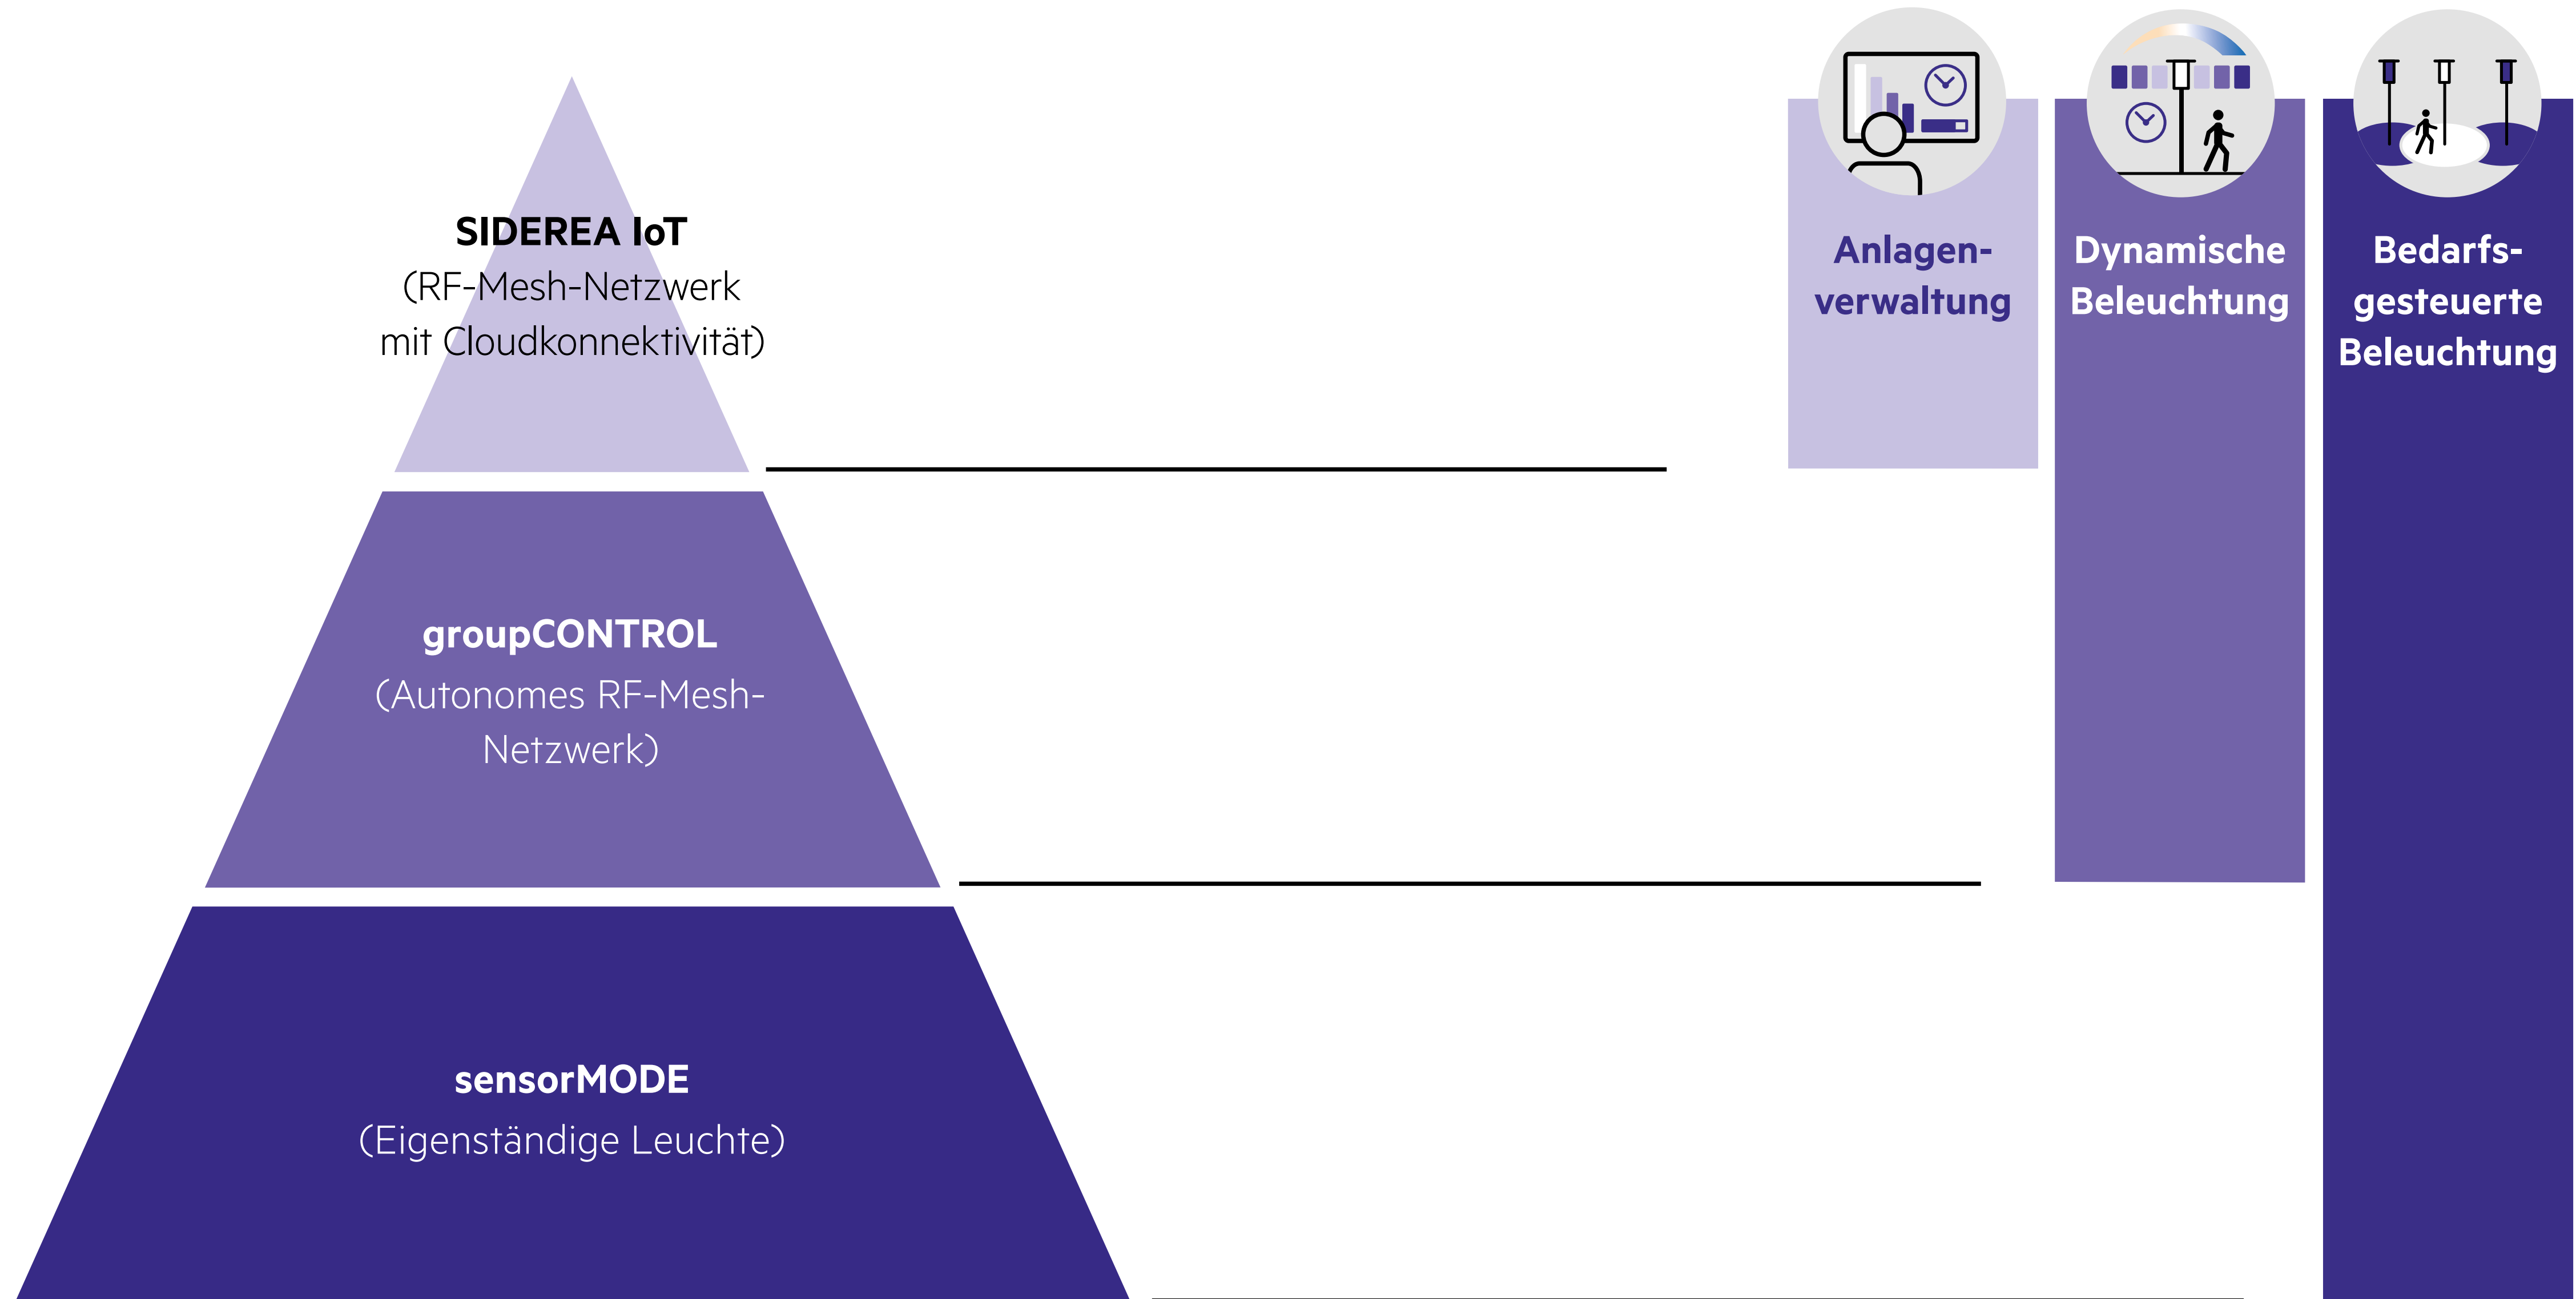 SIDEREA IoT
(RF-Mesh-Netzwerk
mit Cloudkonnektivität)
groupCONTROL
(Autonomes RF-Mesh-
Netzwerk)
sensorMODE
(Eigenständige Leuchte)
Anlagen-
verwaltung
Dynamische
Beleuchtung
Bedarfs-
gesteuerte
Beleuchtung